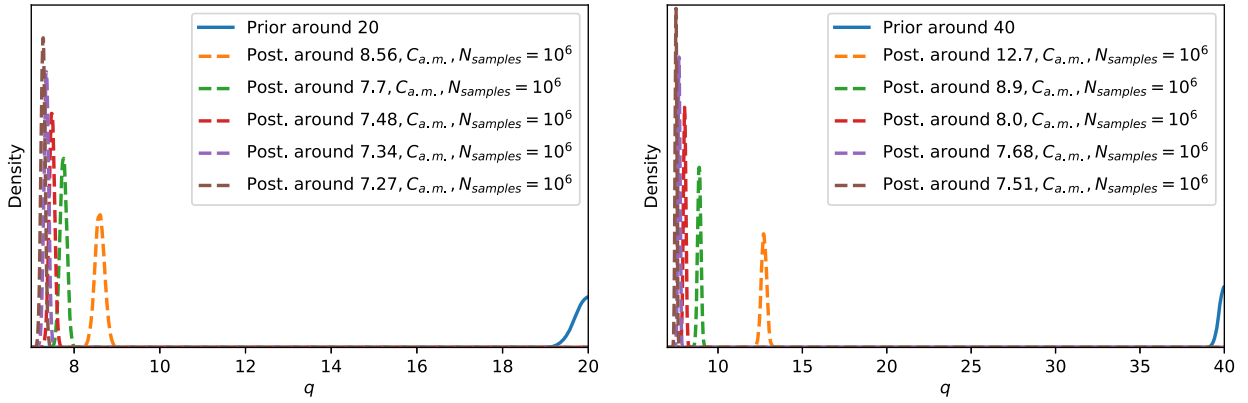 Density
Prior around 20
Post. around 8.56, C_{a.m.}, N_{samples} = 10^6
Post. around 7.7, C_{a.m.}, N_{samples} = 10^6
Post. around 7.48, C_{a.m.}, N_{samples} = 10^6
Post. around 7.34, C_{a.m.}, N_{samples} = 10^6
Post. around 7.27, C_{a.m.}, N_{samples} = 10^6
8 10 12 14 16 18 20
q
Density
Prior around 40
Post. around 12.7, C_{a.m.}, N_{samples} = 10^6
Post. around 8.9, C_{a.m.}, N_{samples} = 10^6
Post. around 8.0, C_{a.m.}, N_{samples} = 10^6
Post. around 7.68, C_{a.m.}, N_{samples} = 10^6
Post. around 7.51, C_{a.m.}, N_{samples} = 10^6
10 15 20 25 30 35 40
q